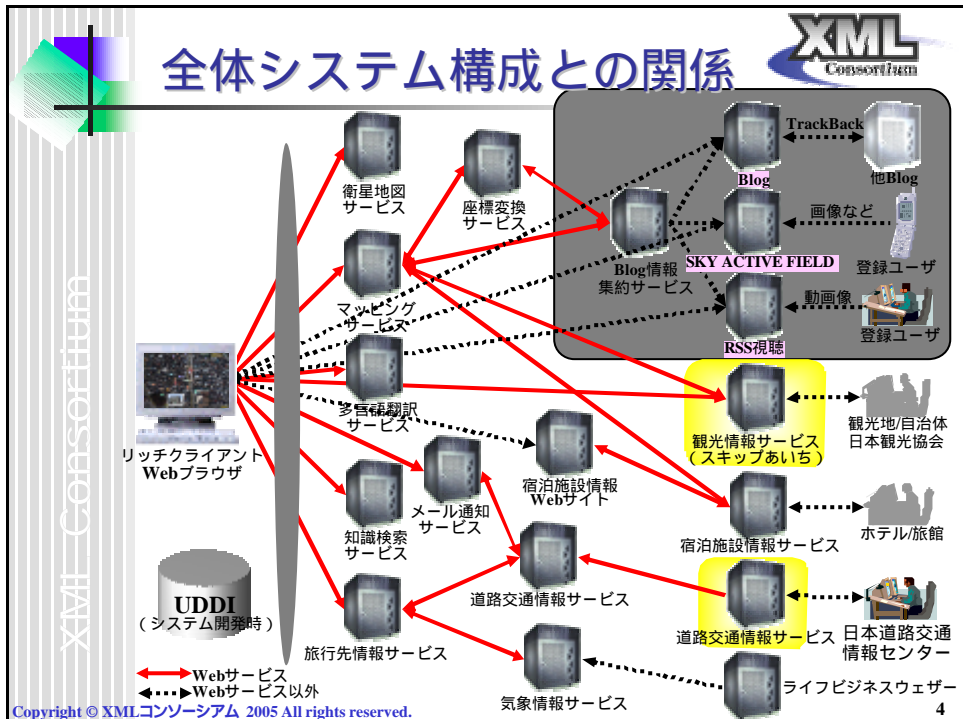 全体システム構成との関係
XML
Consortium
TrackBack
Blog
他Blog
衛星地図
サービス
座標変換
サービス
画像など
Blog情報
集約サービス
SKY ACTIVE FIELD
登録ユーザ
マッピング
サービス
動画像
RSS視聴
登録ユーザ
多言語翻訳
サービス
観光情報サービス
（スキップあいち）
観光地/自治体
日本観光協会
リッチクライアント
Webブラウザ
宿泊施設情報
Webサイト
メール通知
サービス
知識検索
サービス
宿泊施設情報サービス
ホテル/旅館
UDDI
（システム開発時）
道路交通情報サービス
道路交通情報サービス
日本道路交通
情報センター
旅行先情報サービス
気象情報サービス
ライフビジネスウェザー
Webサービス
Webサービス以外
XML Consortium
Copyright © XMLコンソーシアム 2005 All rights reserved.
4